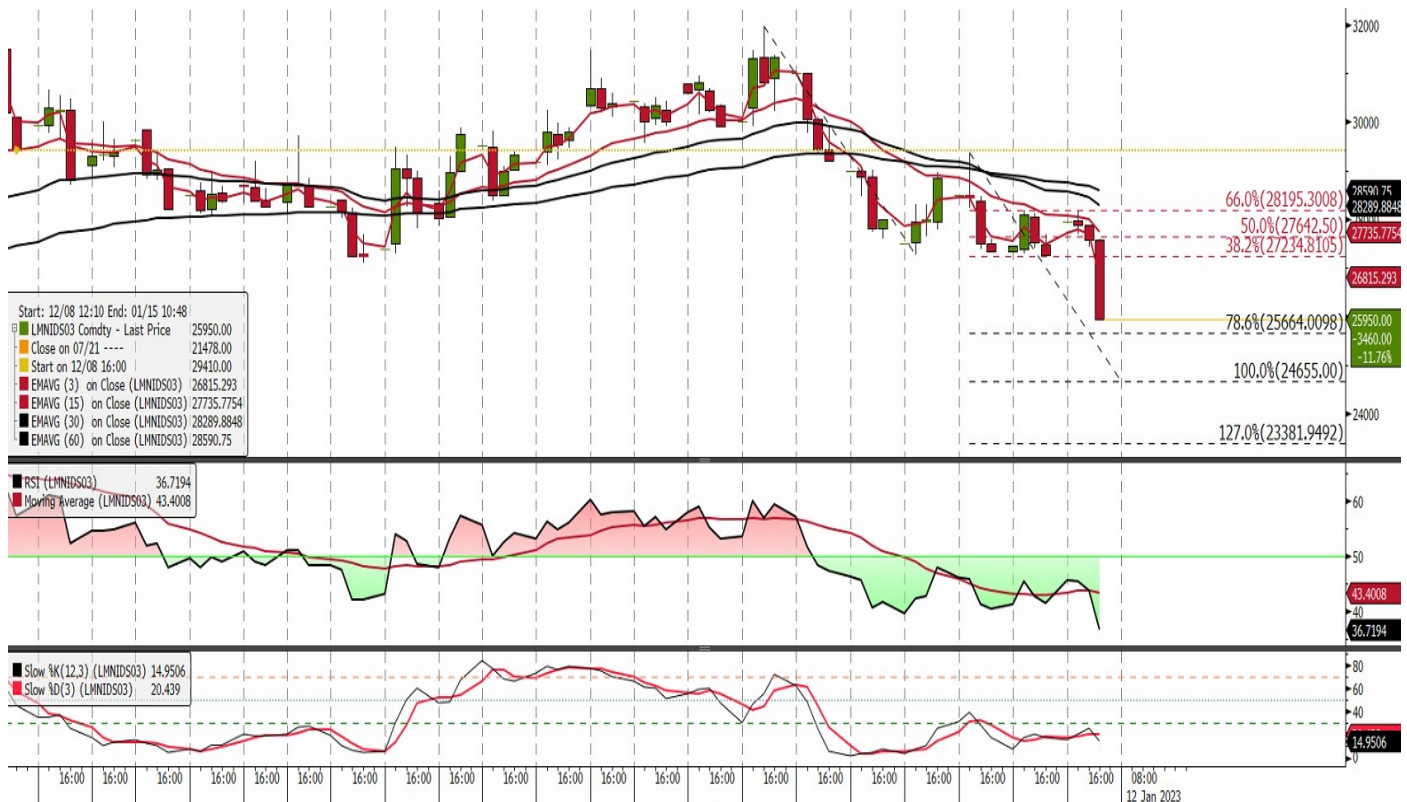 32000
30000
28590.75
28289.8848
66.0%(28195.3008)
50.0%(27642.50)
27735.7754
38.2%(27234.8105)
26815.293
Start: 12/08 12:10 End: 01/15 10:48
LMNIDS03 Comdty - Last Price 25950.00
Close on 07/21 ---- 21478.00
Start on 12/08 16:00 29410.00
EMAVG (3) on Close (LMNIDS03) 26815.293
EMAVG (15) on Close (LMNIDS03) 27735.7754
EMAVG (30) on Close (LMNIDS03) 28289.8848
EMAVG (60) on Close (LMNIDS03) 28590.75
25950.00
-3460.00
-11.76%
78.6%(25664.0098)
100.0%(24655.00)
24000
127.0%(23381.9492)
RSI (LMNIDS03) 36.7194
Moving Average (LMNIDS03) 43.4008
60
50
43.4008
40
36.7194
Slow %K(12,3) (LMNIDS03) 14.9506
Slow %D(3) (LMNIDS03) 20.439
80
60
40
14.9506
0
16:00 16:00 16:00 16:00 16:00 16:00 16:00 16:00 16:00 16:00 16:00 16:00 16:00 16:00 16:00 16:00 16:00 16:00 16:00 16:00 08:00
12 Jan 2023